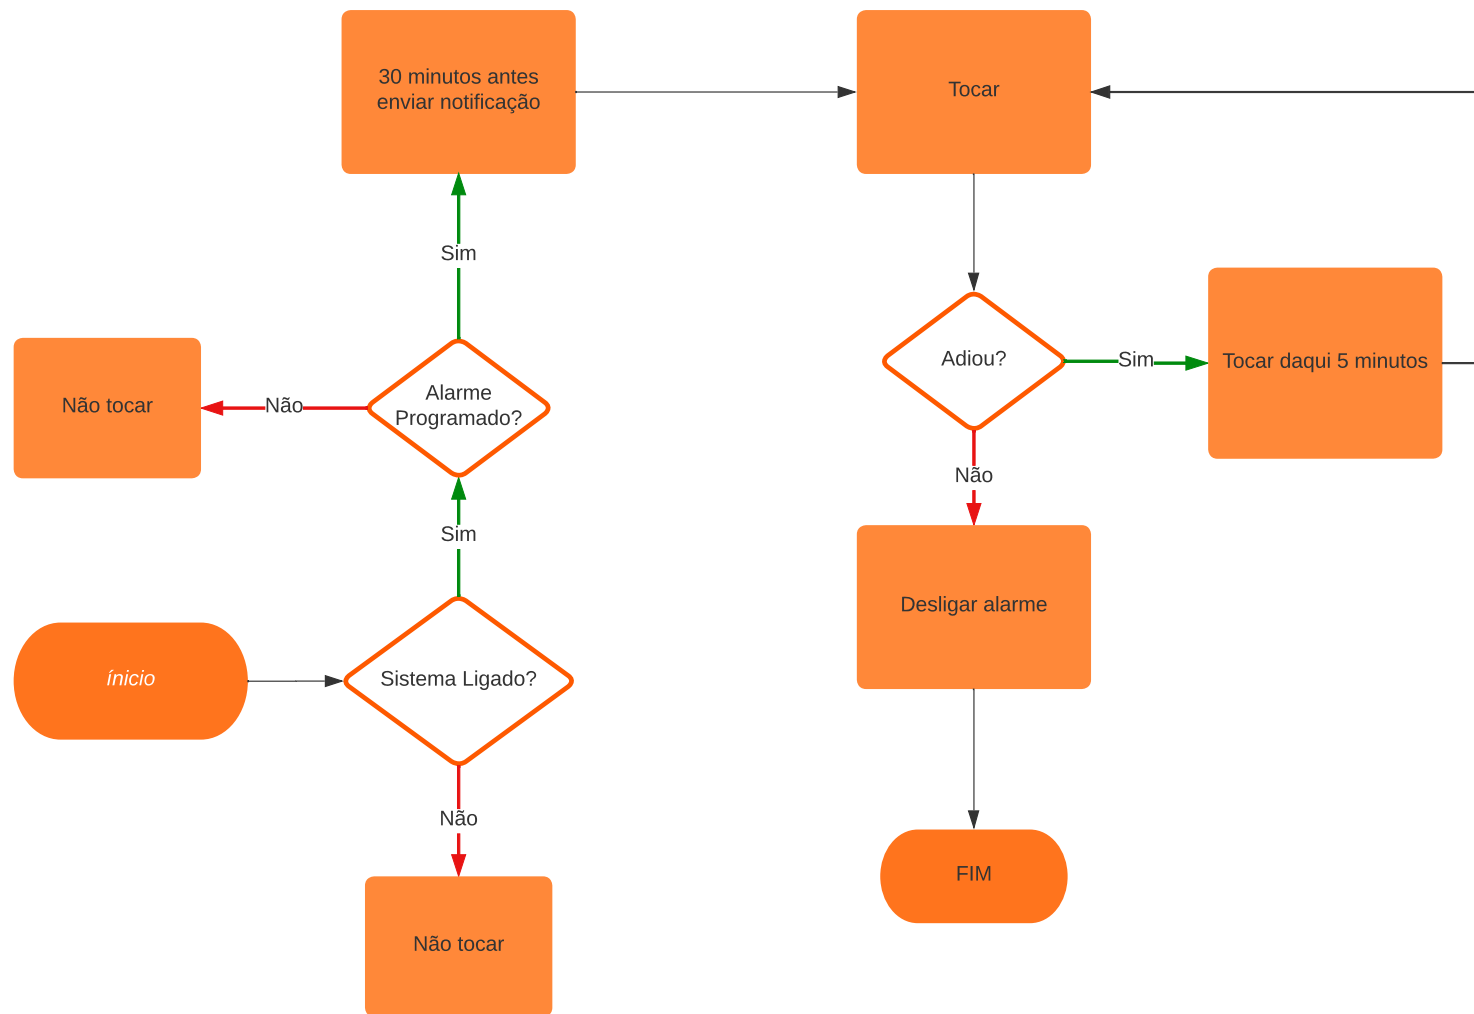 30 minutos antes
enviar notificação
Tocar
Sim
Adiou?
Sim
Tocar daqui 5 minutos
Não tocar
Não
Alarme
Programado?
Não
Sim
Desligar alarme
ínicio
Sistema Ligado?
Não
FIM
Não tocar